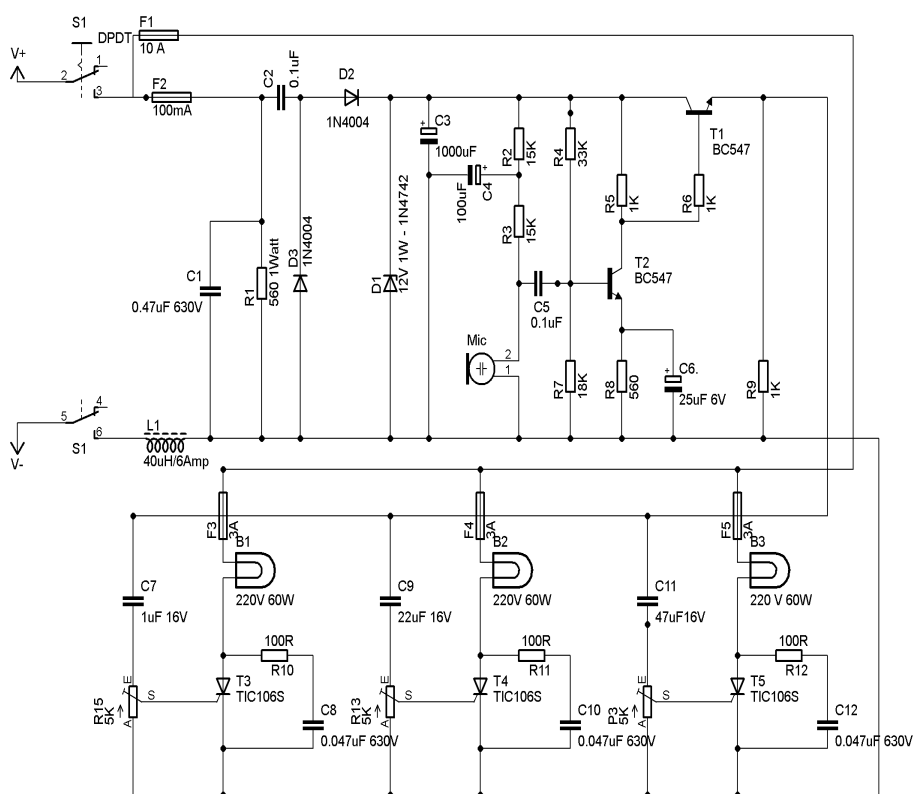 S1
F1
DPDT
10 A
V+
1
2
3
F2
100mA
C2
0.1uF
D2
1N4004
C3
1000uF
+
R2
15K
R4
33K
T1
BC547
100uF
C4
+
R3
15K
R5
1K
R6
1K
C1
0.47uF 630V
R1
560 1Watt
D3
1N4004
D1
12V 1W - 1N4742
T2
BC547
C5
0.1uF
Mic
2
1
R7
18K
R8
560
+
C6.
25uF 6V
R9
1K
4
5
6
S1
V-
L1
40uH/6Amp
F3
3A
F4
3A
F5
3A
B1
220V 60W
B2
220V 60W
B3
220 V 60W
C7
1uF 16V
C9
22uF 16V
C11
47uF16V
100R
R10
100R
R11
100R
R12
T3
TIC106S
T4
TIC106S
T5
TIC106S
R15
5K
E
S
A
R13
5K
E
S
A
P3
5K
E
S
A
C8
0.047uF 630V
C10
0.047uF 630V
C12
0.047uF 630V